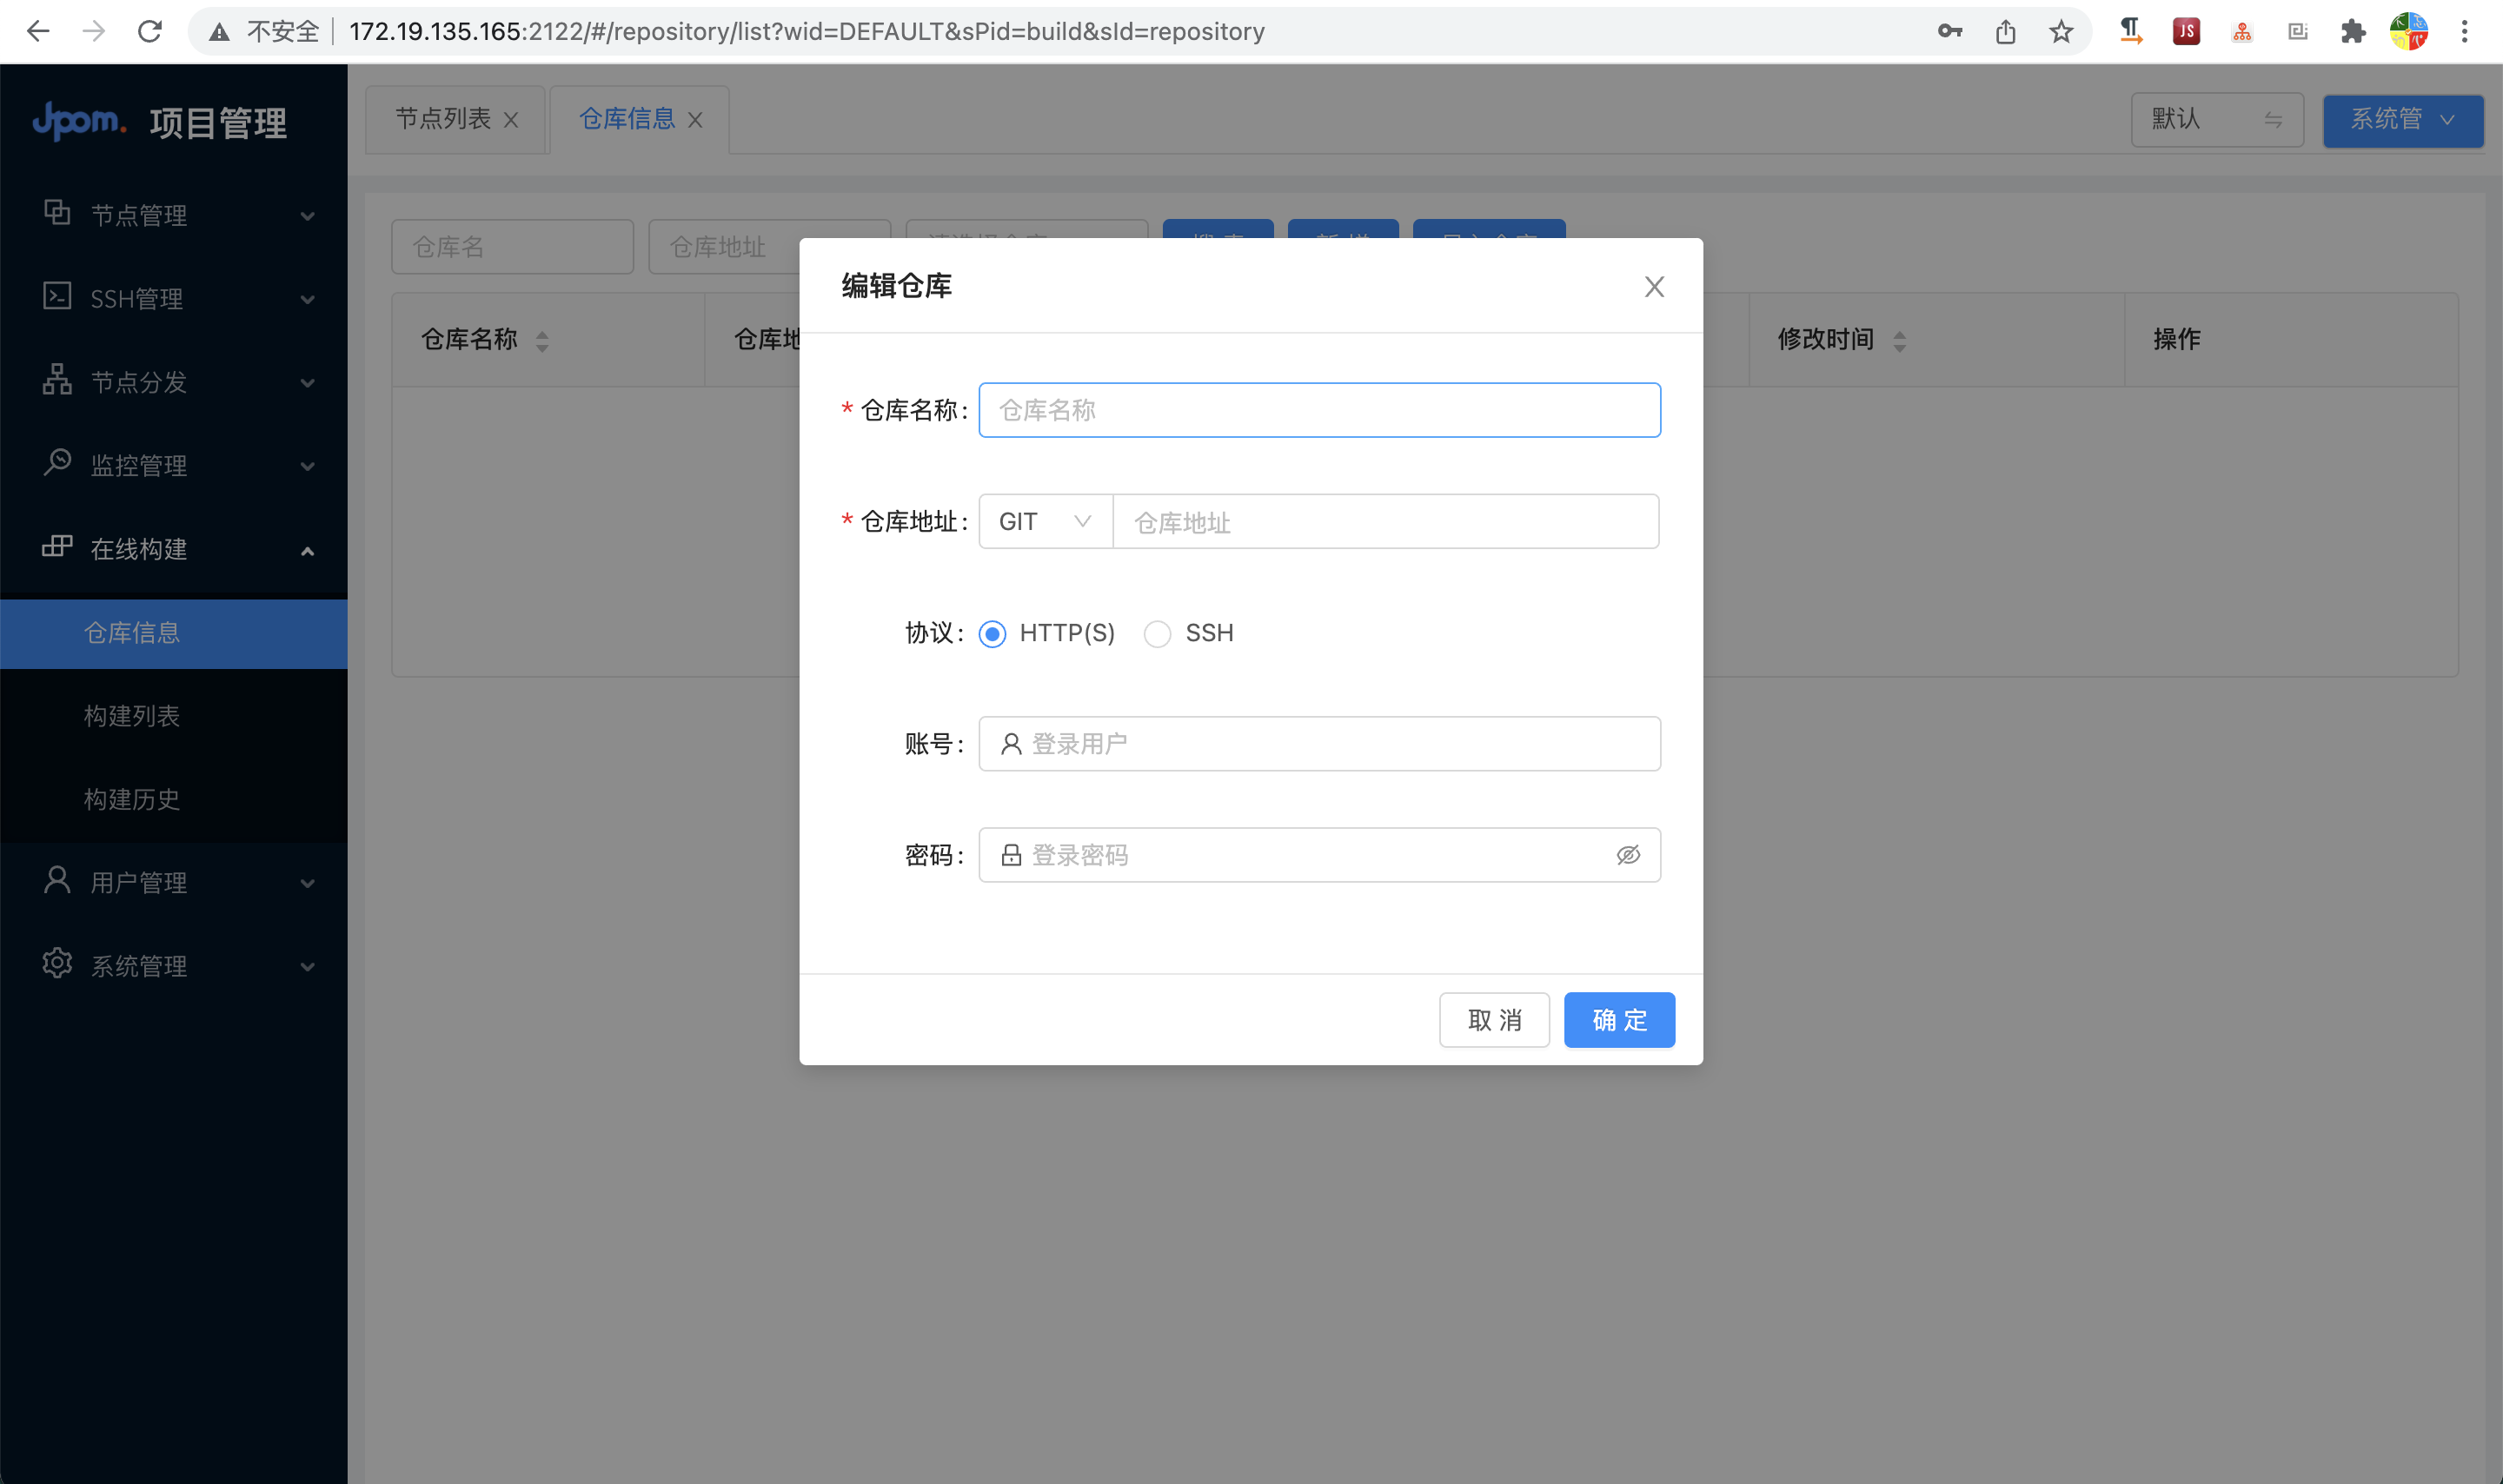 不安全 172.19.135.165:2122/#/repository/list?wid=DEFAULT&sPid=build&sId=repository
JS
Jpom. 项目管理
节点列表
仓库信息
默认
系统管
节点管理
SSH管理
节点分发
监控管理
在线构建
仓库信息
构建列表
构建历史
用户管理
系统管理
仓库名
仓库地址
仓库名称
仓库地
修改时间
操作
编辑仓库
* 仓库名称:
仓库名称
* 仓库地址:
GIT
仓库地址
协议:
HTTP(S)
SSH
账号:
登录用户
密码:
登录密码
取 消
确 定